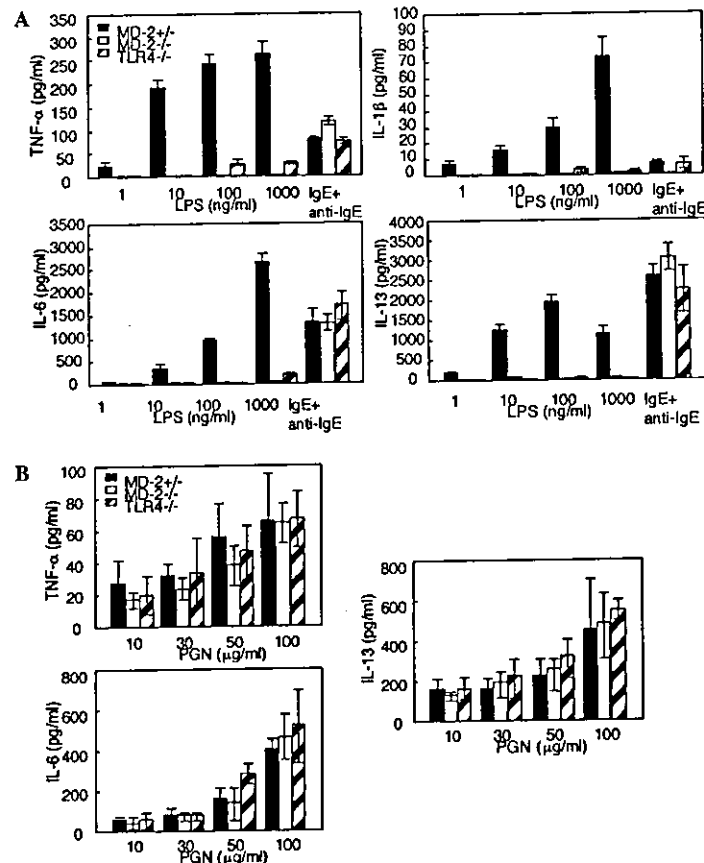 A
TNF-α (pg/ml)
350
300
250
200
150
100
50
0
MD-2+/-
MD-2-/-
TLR4-/-
1 10 100 1000 IgE+
LPS (ng/ml) anti-IgE
IL-1β (pg/ml)
100
90
80
70
60
50
40
30
20
10
0
1 10 100 1000 IgE+
LPS (ng/ml) anti-IgE
IL-6 (pg/ml)
3500
3000
2500
2000
1500
1000
500
0
1 10 100 1000 IgE+
LPS (ng/ml) anti-IgE
IL-13 (pg/ml)
4000
3500
3000
2500
2000
1500
1000
500
0
1 10 100 1000 IgE+
LPS (ng/ml) anti-IgE
B
TNF-α (pg/ml)
100
80
60
40
20
0
MD-2+/-
MD-2-/-
TLR4-/-
10 30 50 100
PGN (μg/ml)
IL-6 (pg/ml)
800
600
400
200
0
10 30 50 100
PGN (μg/ml)
IL-13 (pg/ml)
800
600
400
200
0
10 30 50 100
PGN (μg/ml)